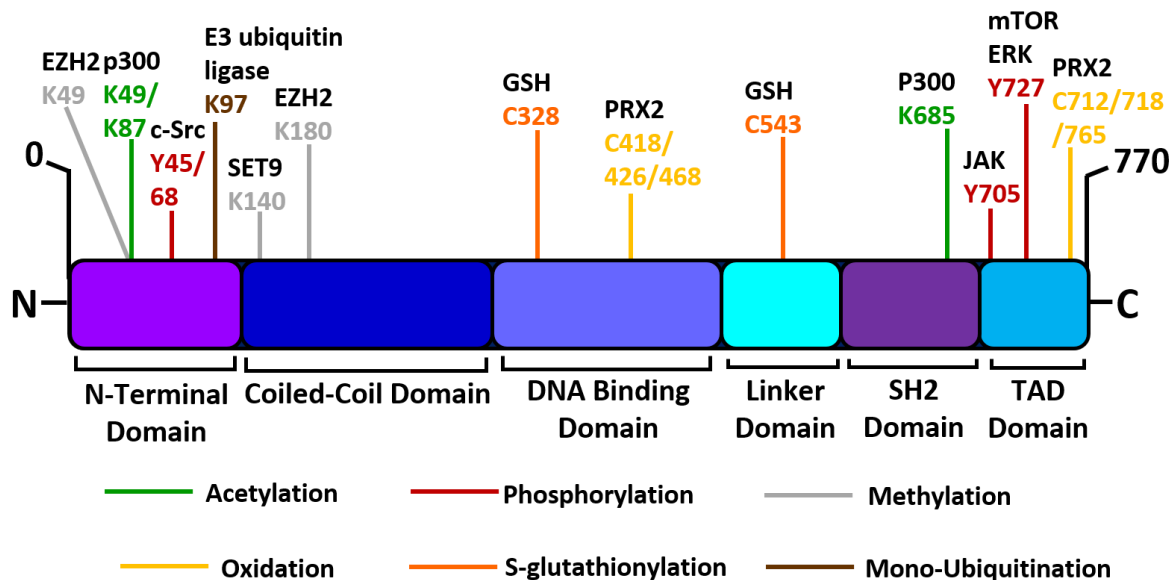 EZH2
K49
p300
K49/
K87
c-Src
Y45/
68
E3 ubiquitin
ligase
K97
SET9
K140
EZH2
K180
GSH
C328
PRX2
C418/
426/468
GSH
C543
P300
K685
JAK
Y705
mTOR
ERK
Y727
PRX2
C712/718
/765
0
770
N
C
N-Terminal
Domain
Coiled-Coil Domain
DNA Binding
Domain
Linker
Domain
SH2
Domain
TAD
Domain
Acetylation
Phosphorylation
Methylation
Oxidation
S-glutathionylation
Mono-Ubiquitination